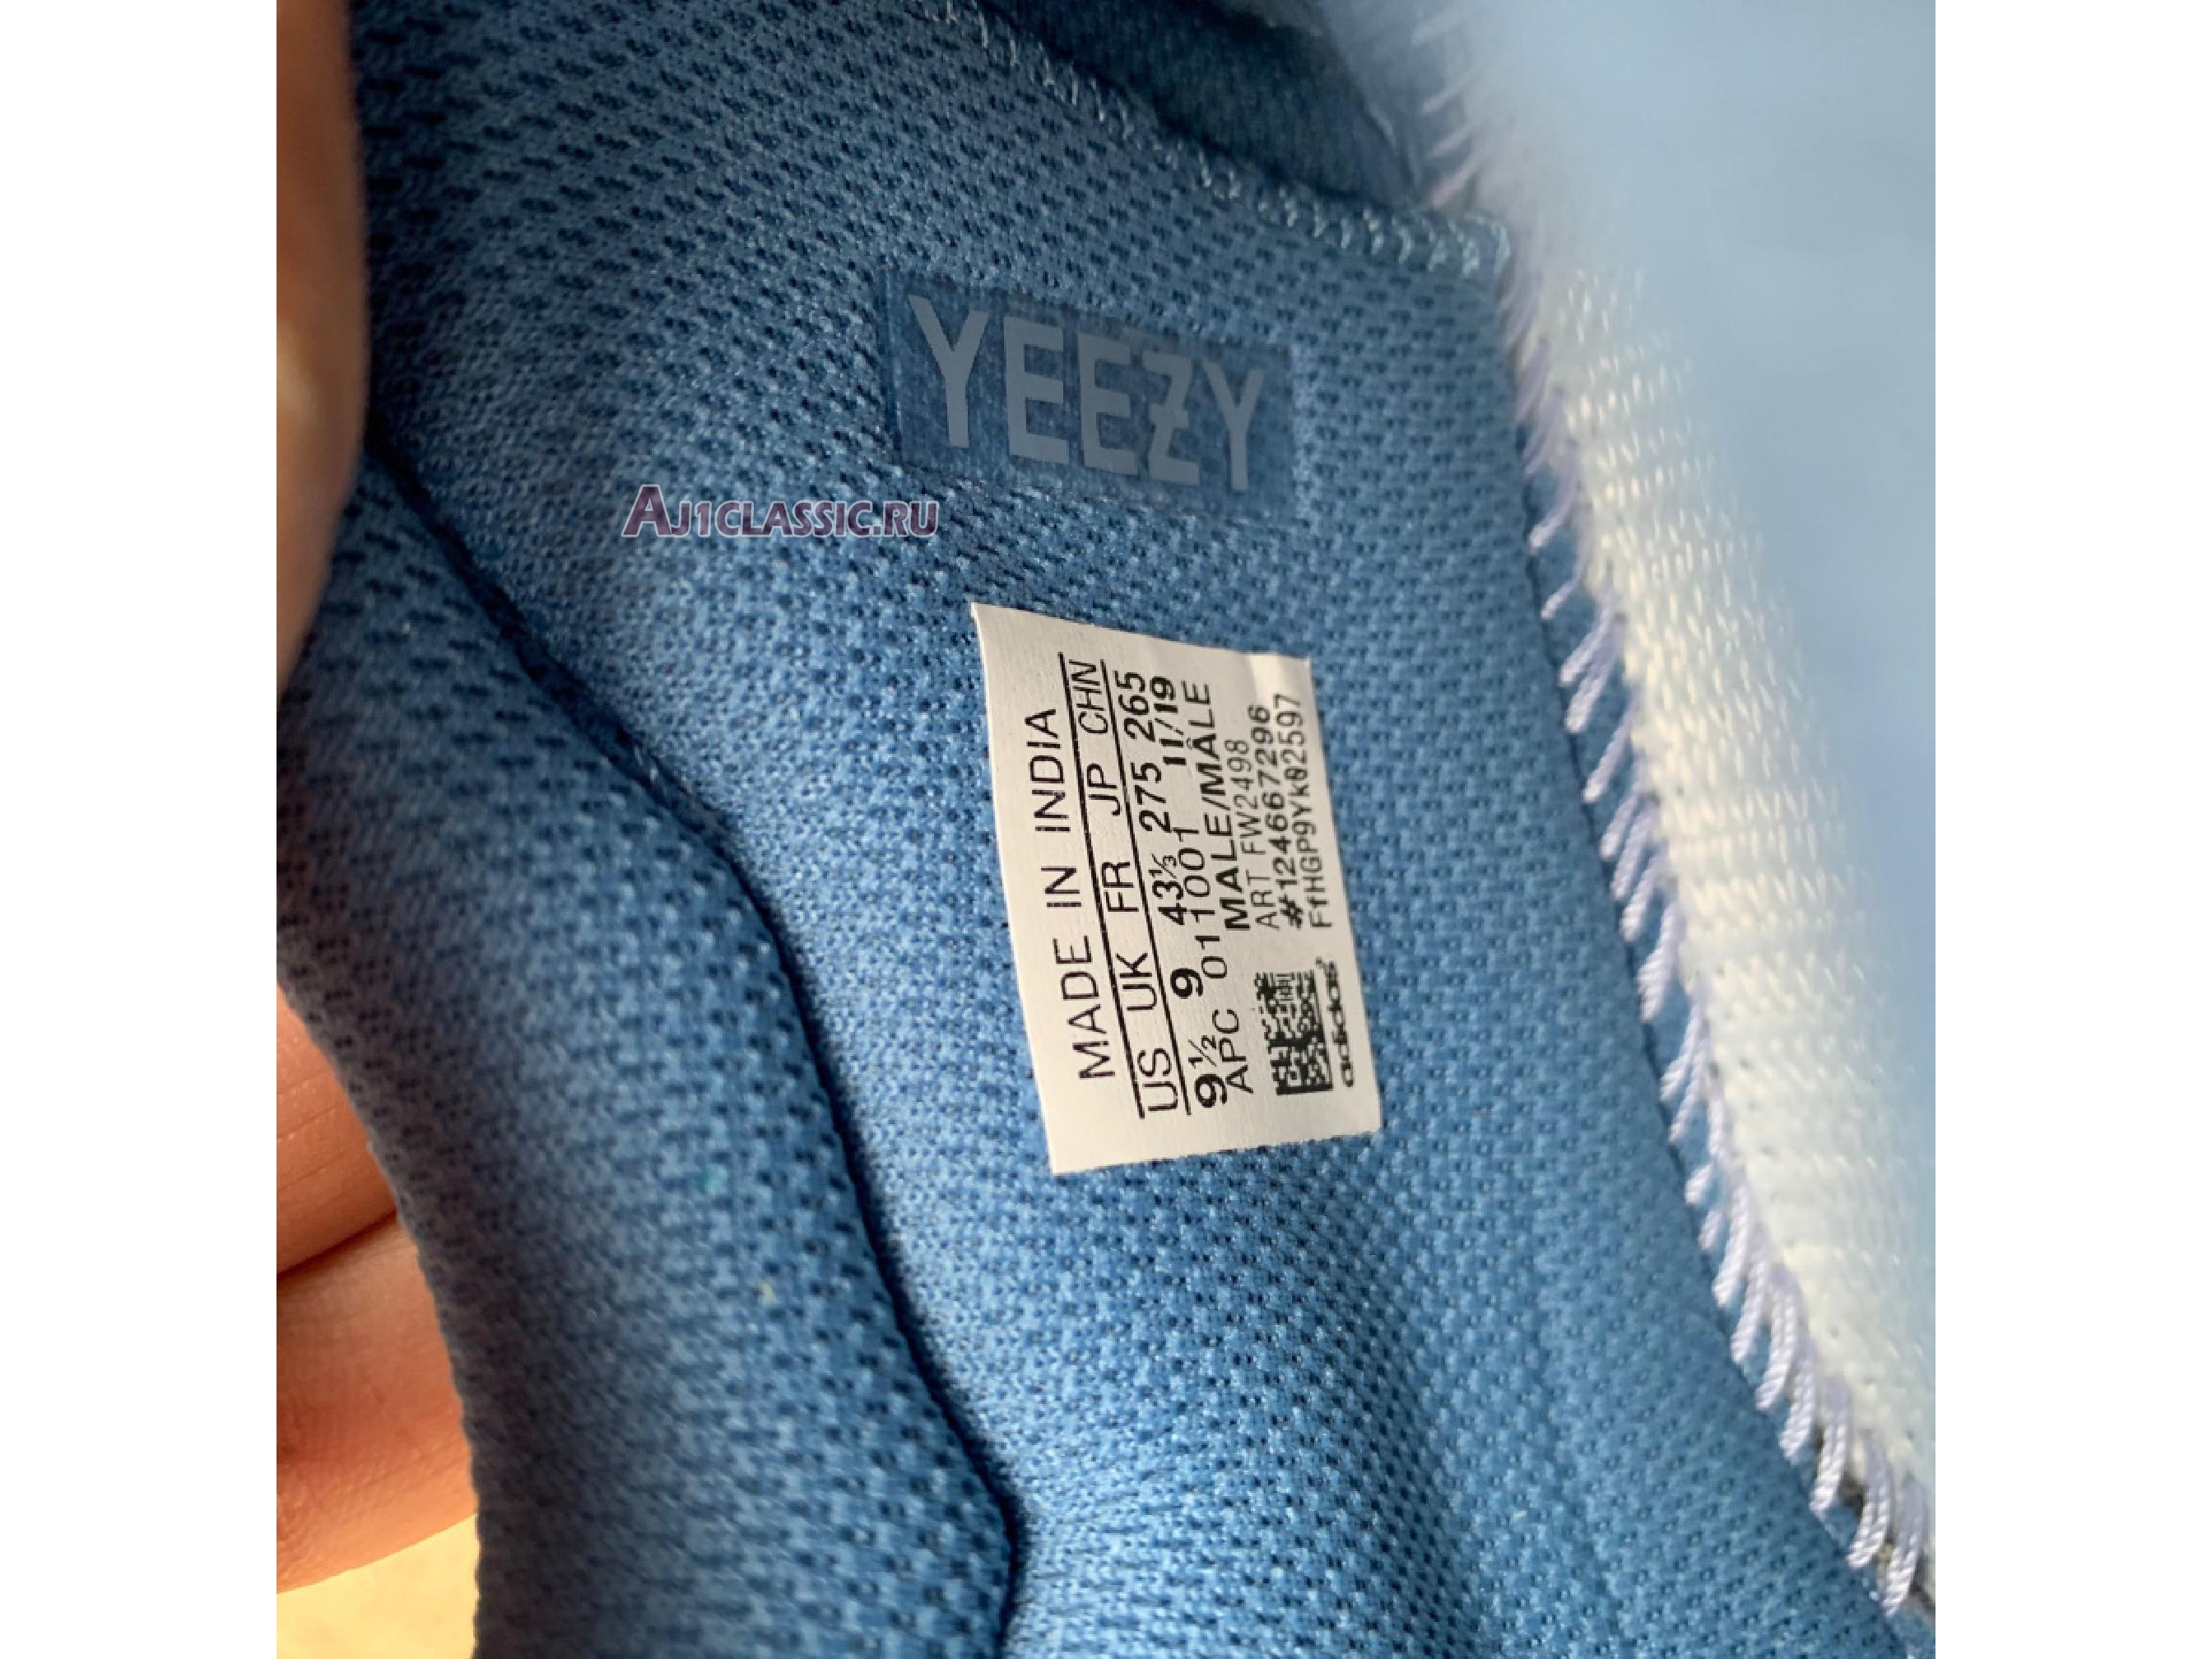 YEEZY
AJ1CLASSIC.RU
MADE IN INDIA
US UK FR JP CHN
9½ 9 43⅓ 275 265
APC 011001 11/19
MALE/MÂLE
ART FW2498
#124667296
FfHGP9Yk02597
adidas